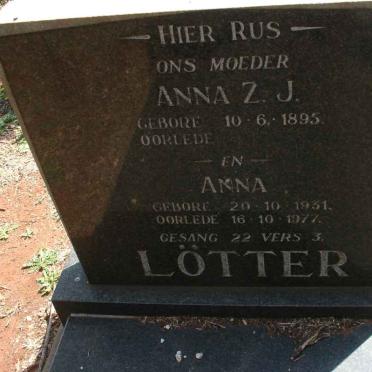 HIER RUS
ONS MOEDER
ANNA Z. J.
GEBORE 10·6·1895.
OORLEDE
EN
ANNA
GEBORE 20·10·1931.
OORLEDE 16·10·1977.
GESANG 22 VERS 3.
LÖTTER